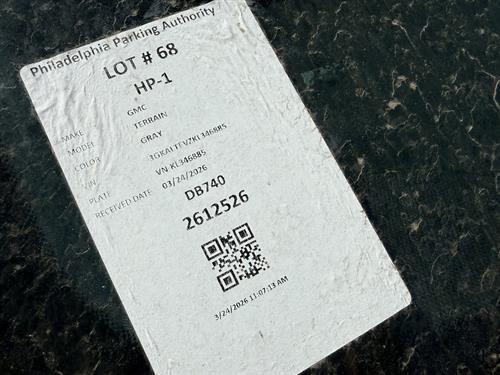 Philadelphia Parking Authority
LOT # 68
HP-1
MAKE GMC
MODEL TERRAIN
COLOR GRAY
VIN 3GKALTEVZKL346885
PLATE VN KL346885
RECEIVED DATE 03/24/2026
DB740
2612526
3/24/2026 11:07:13 AM